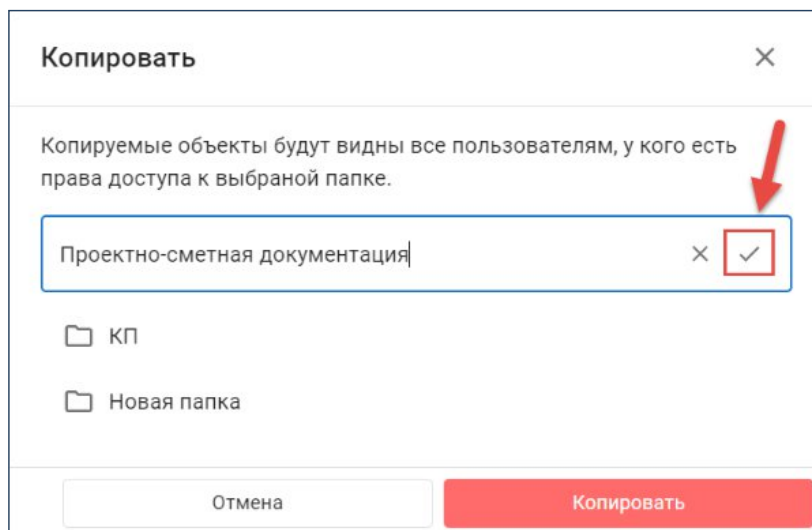 Копировать
Копируемые объекты будут видны все пользователям, у кого есть
права доступа к выбраной папке.
Проектно-сметная документация
КП
Новая папка
Отмена
Копировать